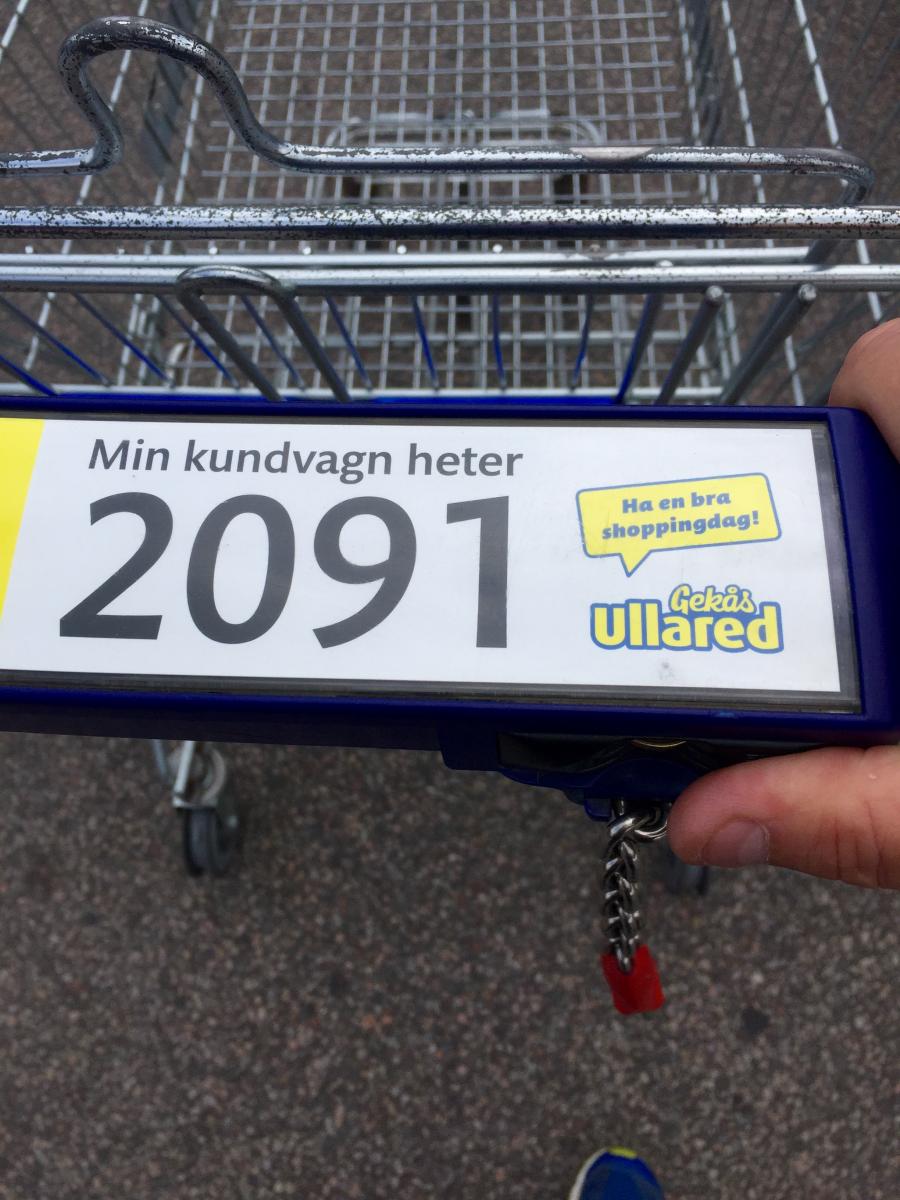 Min kundvagn heter
2091
Ha en bra
shoppingdag!
Gekås
Ullared